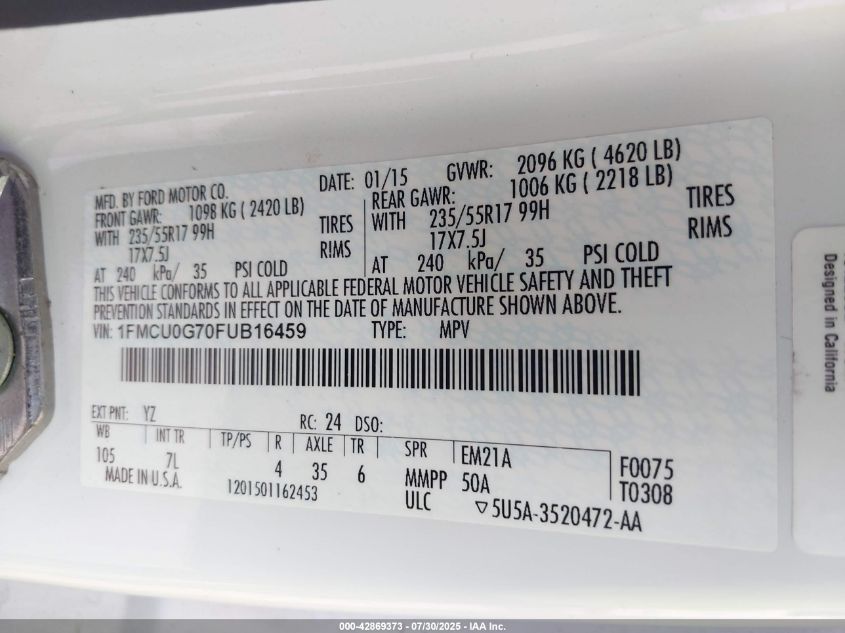 MFD. BY FORD MOTOR CO.
DATE: 01/15 GVWR: 2096 KG ( 4620 LB)
FRONT GAWR: 1098 KG ( 2420 LB)
WITH 235/55R17 99H TIRES
17X7.5J RIMS
AT 240 kPa/ 35 PSI COLD
REAR GAWR: 1006 KG ( 2218 LB)
WITH 235/55R17 99H TIRES
17X7.5J RIMS
AT 240 kPa/ 35 PSI COLD
THIS VEHICLE CONFORMS TO ALL APPLICABLE FEDERAL MOTOR VEHICLE SAFETY AND THEFT
PREVENTION STANDARDS IN EFFECT ON THE DATE OF MANUFACTURE SHOWN ABOVE.
VIN: 1FMCU0G70FUB16459 TYPE: MPV
EXT PNT: YZ RC: 24 DSO:
WB INT TR TP/PS R AXLE TR SPR EM21A F0075
105 7L 4 35 6 MMPP 50A T0308
MADE IN U.S.A. 1201501162453 ULC ▽5U5A-3520472-AA
Designed in California
000-42869373 - 07/30/2025 - IAA Inc.